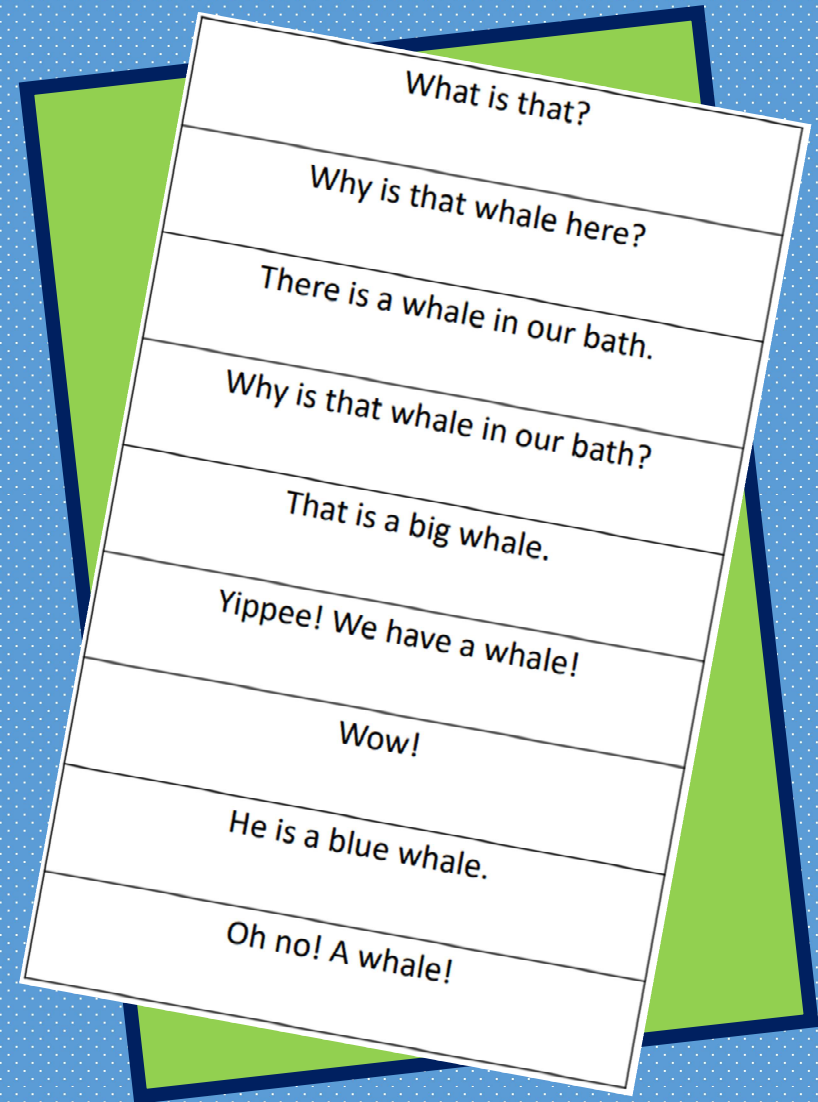 What is that?
Why is that whale here?
There is a whale in our bath.
Why is that whale in our bath?
That is a big whale.
Yippee! We have a whale!
Wow!
He is a blue whale.
Oh no! A whale!